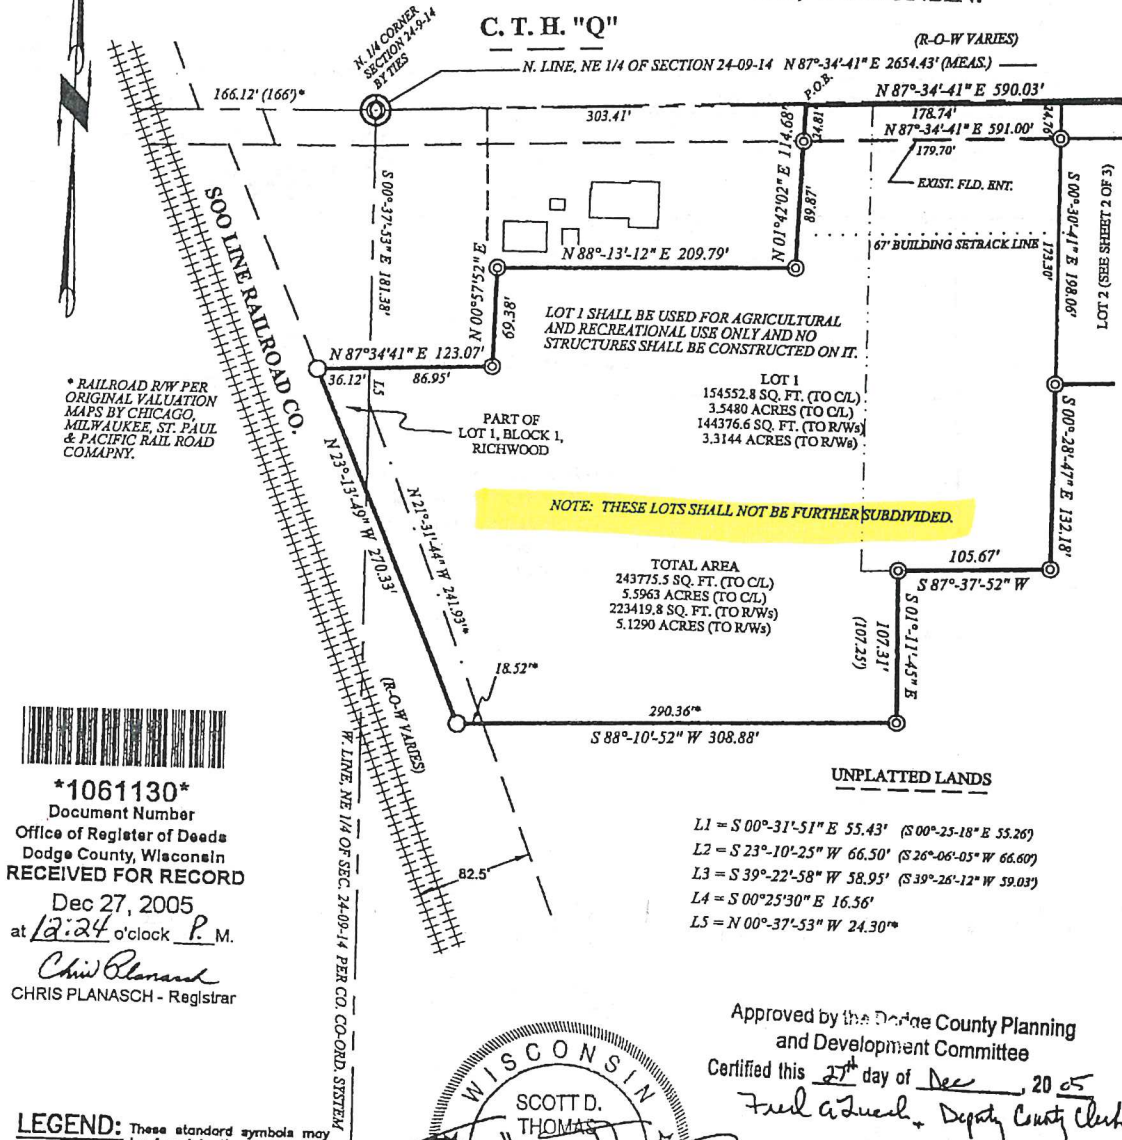 C. T. H. "Q"
(R-O-W VARIES)
N. 1/4 CORNER
SECTION 24-9-14
BY TIES
N. LINE, NE 1/4 OF SECTION 24-09-14 N 87°-34'-41" E 2654.43' (MEAS.)
166.12' (166')*
303.41'
P.O.B.
N 87°-34'-41" E 590.03'
178.74'
24.81'
24.76
N 87°-34'-41" E 591.00'
179.70'
EXIST. FLD. ENT.
N 01°42'02" E 114.68'
89.87'
67' BUILDING SETBACK LINE
S 00°-30'-41" E 198.06'
173.30'
LOT 2 (SEE SHEET 2 OF 3)
S 00°-37'-53" E 181.38'
SOO LINE RAILROAD CO.
N 88°-13'-12" E 209.79'
N 00°57'52" E
69.38'
LOT 1 SHALL BE USED FOR AGRICULTURAL
AND RECREATIONAL USE ONLY AND NO
STRUCTURES SHALL BE CONSTRUCTED ON IT.
N 87°34'41" E 123.07'
36.12'
86.95'
L5
* RAILROAD R/W PER
ORIGINAL VALUATION
MAPS BY CHICAGO,
MILWAUKEE, ST. PAUL
& PACIFIC RAIL ROAD
COMAPNY.
PART OF
LOT 1, BLOCK 1,
RICHWOOD
LOT 1
154552.8 SQ. FT. (TO C/L)
3.5480 ACRES (TO C/L)
144376.6 SQ. FT. (TO R/Ws)
3.3144 ACRES (TO R/Ws)
N 23°-13'-49" W 270.33'
N 21°-31'-44" W 241.93'*
NOTE: THESE LOTS SHALL NOT BE FURTHER SUBDIVIDED.
S 00°-28'-47" E 132.18'
TOTAL AREA
243775.5 SQ. FT. (TO C/L)
5.5963 ACRES (TO C/L)
223419.8 SQ. FT. (TO R/Ws)
5.1290 ACRES (TO R/Ws)
105.67'
S 87°-37'-52" W
S 01°-11'-45" E
107.31'
(107.25')
18.52'*
290.36'*
S 88°-10'-52" W 308.88'
(R-O-W VARIES)
W. LINE, NE 1/4 OF SEC. 24-09-14 PER CO. CO-ORD. SYSTEM
82.5'
UNPLATTED LANDS
L1 = S 00°-31'-51" E 55.43' (S 00°-25-18" E 55.26')
L2 = S 23°-10'-25" W 66.50' (S 26°-06'-05" W 66.60')
L3 = S 39°-22'-58" W 58.95' (S 39°-26'-12" W 59.03')
L4 = S 00°25'30" E 16.56'
L5 = N 00°-37'-53" W 24.30'*
*1061130*
Document Number
Office of Register of Deeds
Dodge County, Wisconsin
RECEIVED FOR RECORD
Dec 27, 2005
at 12:24 o'clock P. M.
Chris Planasch
CHRIS PLANASCH - Registrar
Approved by the Dodge County Planning
and Development Committee
Certified this 27th day of Dec, 20 05
Deputy County Clerk
WISCONSIN
SCOTT D.
THOMAS
LEGEND: These standard symbols may